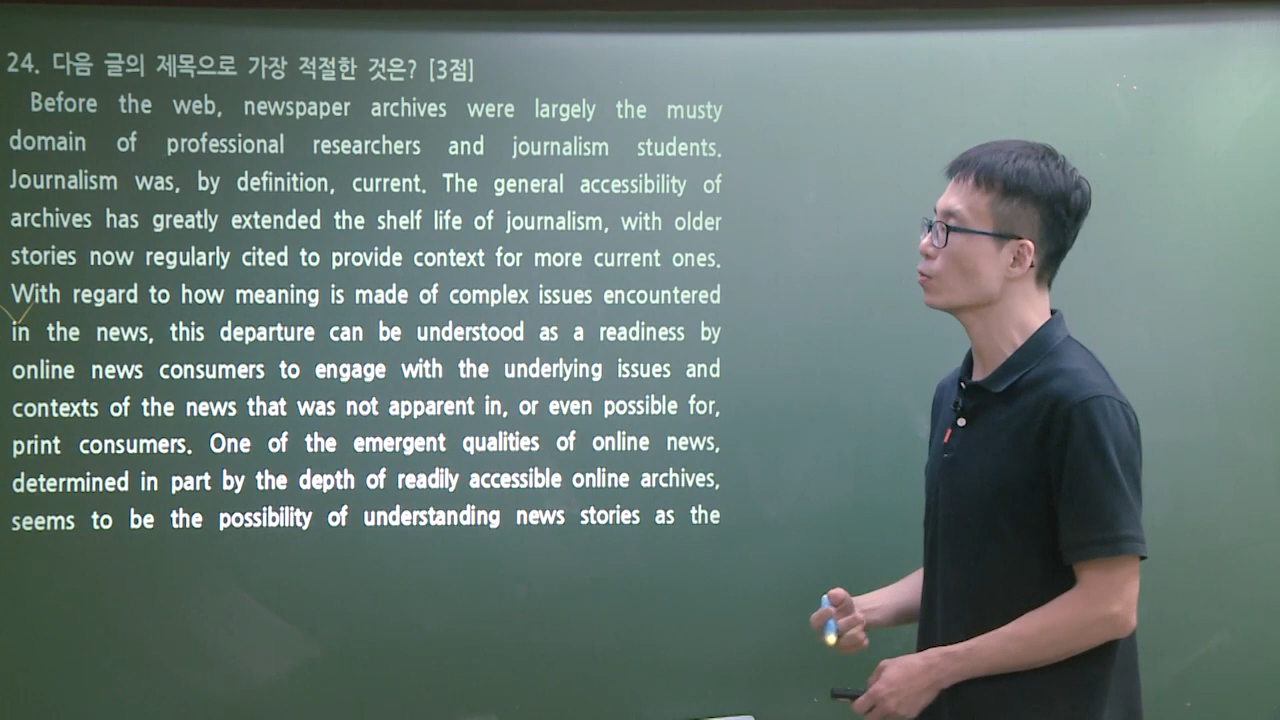 24. 다음 글의 제목으로 가장 적절한 것은? [3점]
Before the web, newspaper archives were largely the musty
domain of professional researchers and journalism students.
Journalism was, by definition, current. The general accessibility of
archives has greatly extended the shelf life of journalism, with older
stories now regularly cited to provide context for more current ones.
With regard to how meaning is made of complex issues encountered
in the news, this departure can be understood as a readiness by
online news consumers to engage with the underlying issues and
contexts of the news that was not apparent in, or even possible for,
print consumers. One of the emergent qualities of online news,
determined in part by the depth of readily accessible online archives,
seems to be the possibility of understanding news stories as the